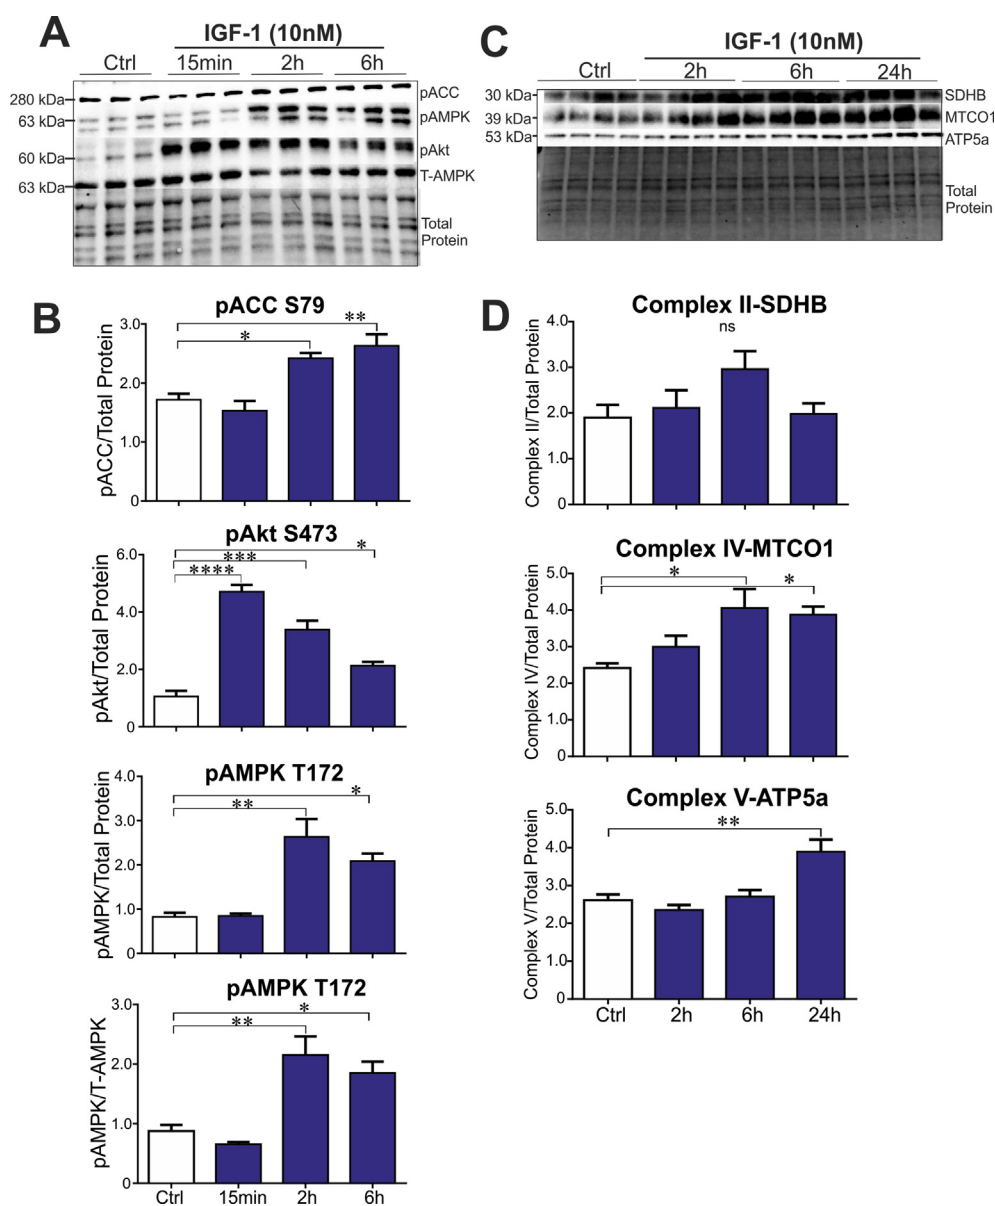 A
IGF-1 (10nM)
Ctrl 15min 2h 6h
280 kDa
63 kDa
60 kDa
63 kDa
pACC
pAMPK
pAkt
T-AMPK
Total
Protein
C
IGF-1 (10nM)
Ctrl 2h 6h 24h
30 kDa
39 kDa
53 kDa
SDHB
MTCO1
ATP5a
Total
Protein
B
pACC S79
pACC/Total Protein
3.0
2.0
1.0
0
*
**
pAkt S473
pAkt/Total Protein
6.0
4.0
2.0
0
*
***
****
pAMPK T172
pAMPK/Total Protein
4.0
3.0
2.0
1.0
0
*
**
pAMPK T172
pAMPK/T-AMPK
3.0
2.0
1.0
0
*
**
Ctrl 15min 2h 6h
D
Complex II-SDHB
ns
Complex II/Total Protein
4.0
3.0
2.0
1.0
0
Complex IV-MTCO1
Complex IV/Total Protein
5.0
4.0
3.0
2.0
1.0
0
*
*
Complex V-ATP5a
Complex V/Total Protein
5.0
4.0
3.0
2.0
1.0
0
**
Ctrl 2h 6h 24h